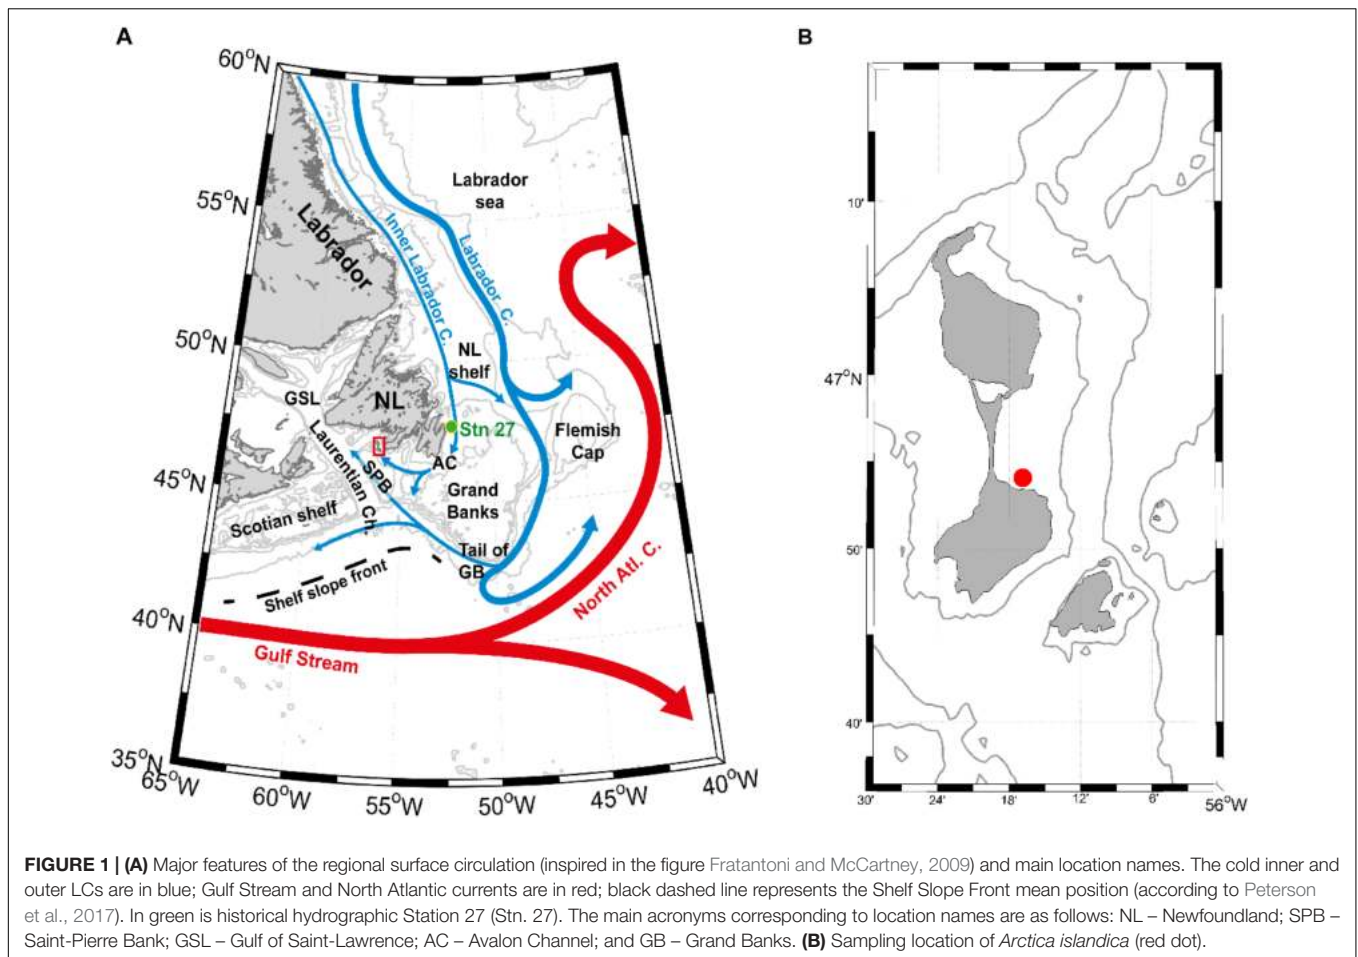 A
60°N
55°N
50°N
45°N
40°N
35°N
65°W
60°W
55°W
50°W
45°W
40°W
Labrador
sea
Labrador
Inner Labrador C.
Labrador. C.
NL
shelf
NL
GSL
Stn 27
Flemish
Cap
AC
SPB
Laurentian Ch.
Grand
Banks
Scotian shelf
Tail of
GB
Shelf slope front
North Atl. C.
Gulf Stream
B
10'
47°N
50'
40'
30'
24'
18'
12'
6'
56°W
FIGURE 1 | (A) Major features of the regional surface circulation (inspired in the figure Fratantoni and McCartney, 2009) and main location names. The cold inner and
outer LCs are in blue; Gulf Stream and North Atlantic currents are in red; black dashed line represents the Shelf Slope Front mean position (according to Peterson
et al., 2017). In green is historical hydrographic Station 27 (Stn. 27). The main acronyms corresponding to location names are as follows: NL – Newfoundland; SPB –
Saint-Pierre Bank; GSL – Gulf of Saint-Lawrence; AC – Avalon Channel; and GB – Grand Banks. (B) Sampling location of Arctica islandica (red dot).